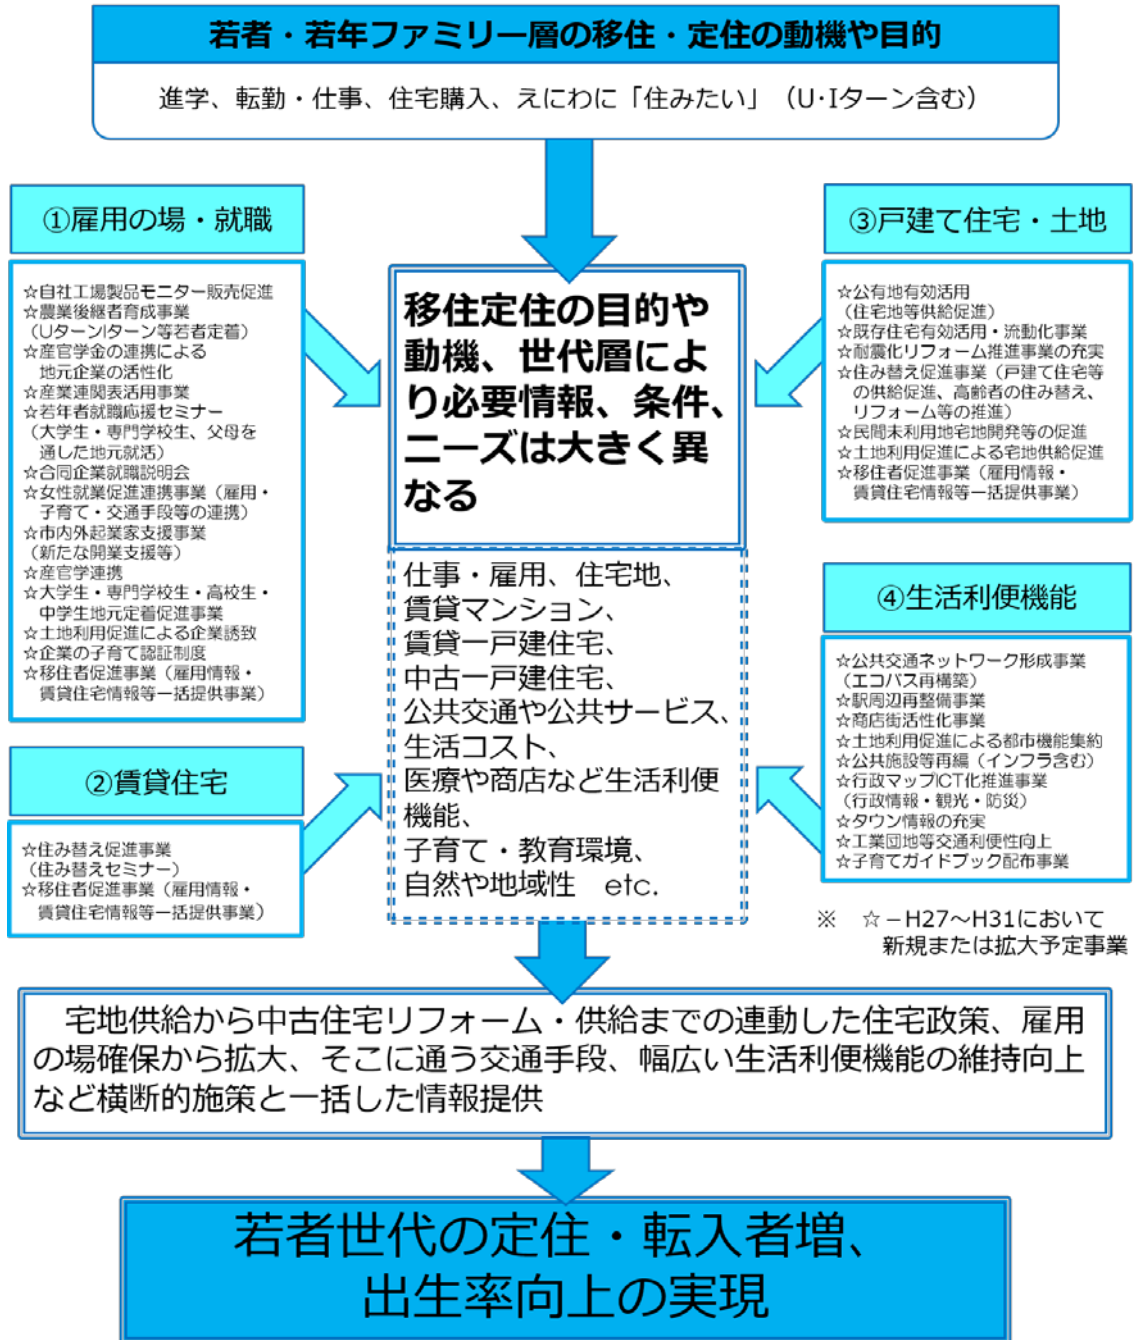 若者・若年ファミリー層の移住・定住の動機や目的
進学、転勤・仕事、住宅購入、えにわに「住みたい」（U・Iターン含む）
①雇用の場・就職
☆自社工場製品モニター販売促進
☆農業後継者育成事業
（UターンIターン等若者定着）
☆産官学金の連携による
地元企業の活性化
☆産業連関表活用事業
☆若年者就職応援セミナー
（大学生・専門学校生、父母を
通した地元就活）
☆合同企業就職説明会
☆女性就業促進連携事業（雇用・
子育て・交通手段等の連携）
☆市内外起業家支援事業
（新たな開業支援等）
☆産官学連携
☆大学生・専門学校生・高校生・
中学生地元定着促進事業
☆土地利用促進による企業誘致
☆企業の子育て認証制度
☆移住者促進事業（雇用情報・
賃貸住宅情報等一括提供事業）
②賃貸住宅
☆住み替え促進事業
（住み替えセミナー）
☆移住者促進事業（雇用情報・
賃貸住宅情報等一括提供事業）
移住定住の目的や
動機、世代層によ
り必要情報、条件、
ニーズは大きく異
なる
仕事・雇用、住宅地、
賃貸マンション、
賃貸一戸建住宅、
中古一戸建住宅、
公共交通や公共サービス、
生活コスト、
医療や商店など生活利便
機能、
子育て・教育環境、
自然や地域性　etc.
③戸建て住宅・土地
☆公有地有効活用
（住宅地等供給促進）
☆既存住宅有効活用・流動化事業
☆耐震化リフォーム推進事業の充実
☆住み替え促進事業（戸建て住宅等
の供給促進、高齢者の住み替え、
リフォーム等の推進）
☆民間未利用地宅地開発等の促進
☆土地利用促進による宅地供給促進
☆移住者促進事業（雇用情報・
賃貸住宅情報等一括提供事業）
④生活利便機能
☆公共交通ネットワーク形成事業
（エコバス再構築）
☆駅周辺再整備事業
☆商店街活性化事業
☆土地利用促進による都市機能集約
☆公共施設等再編（インフラ含む）
☆行政マップICT化推進事業
（行政情報・観光・防災）
☆タウン情報の充実
☆工業団地等交通利便性向上
☆子育てガイドブック配布事業
※　☆－H27～H31において
新規または拡大予定事業
宅地供給から中古住宅リフォーム・供給までの連動した住宅政策、雇用
の場確保から拡大、そこに通う交通手段、幅広い生活利便機能の維持向上
など横断的施策と一括した情報提供
若者世代の定住・転入者増、
出生率向上の実現